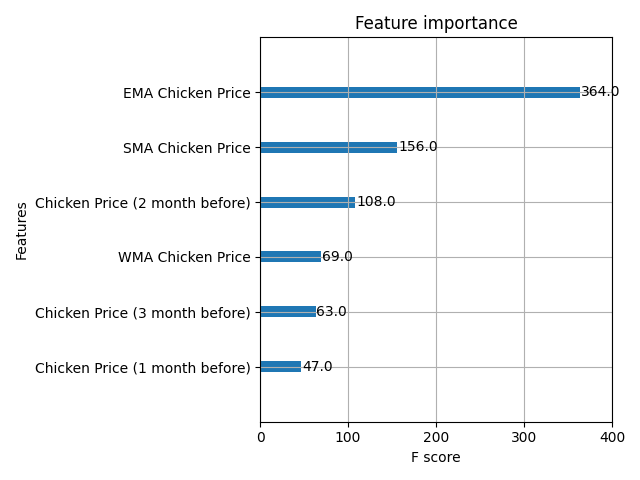 Feature importance
Features
EMA Chicken Price
364.0
SMA Chicken Price
156.0
Chicken Price (2 month before)
108.0
WMA Chicken Price
69.0
Chicken Price (3 month before)
63.0
Chicken Price (1 month before)
47.0
0 100 200 300 400
F score